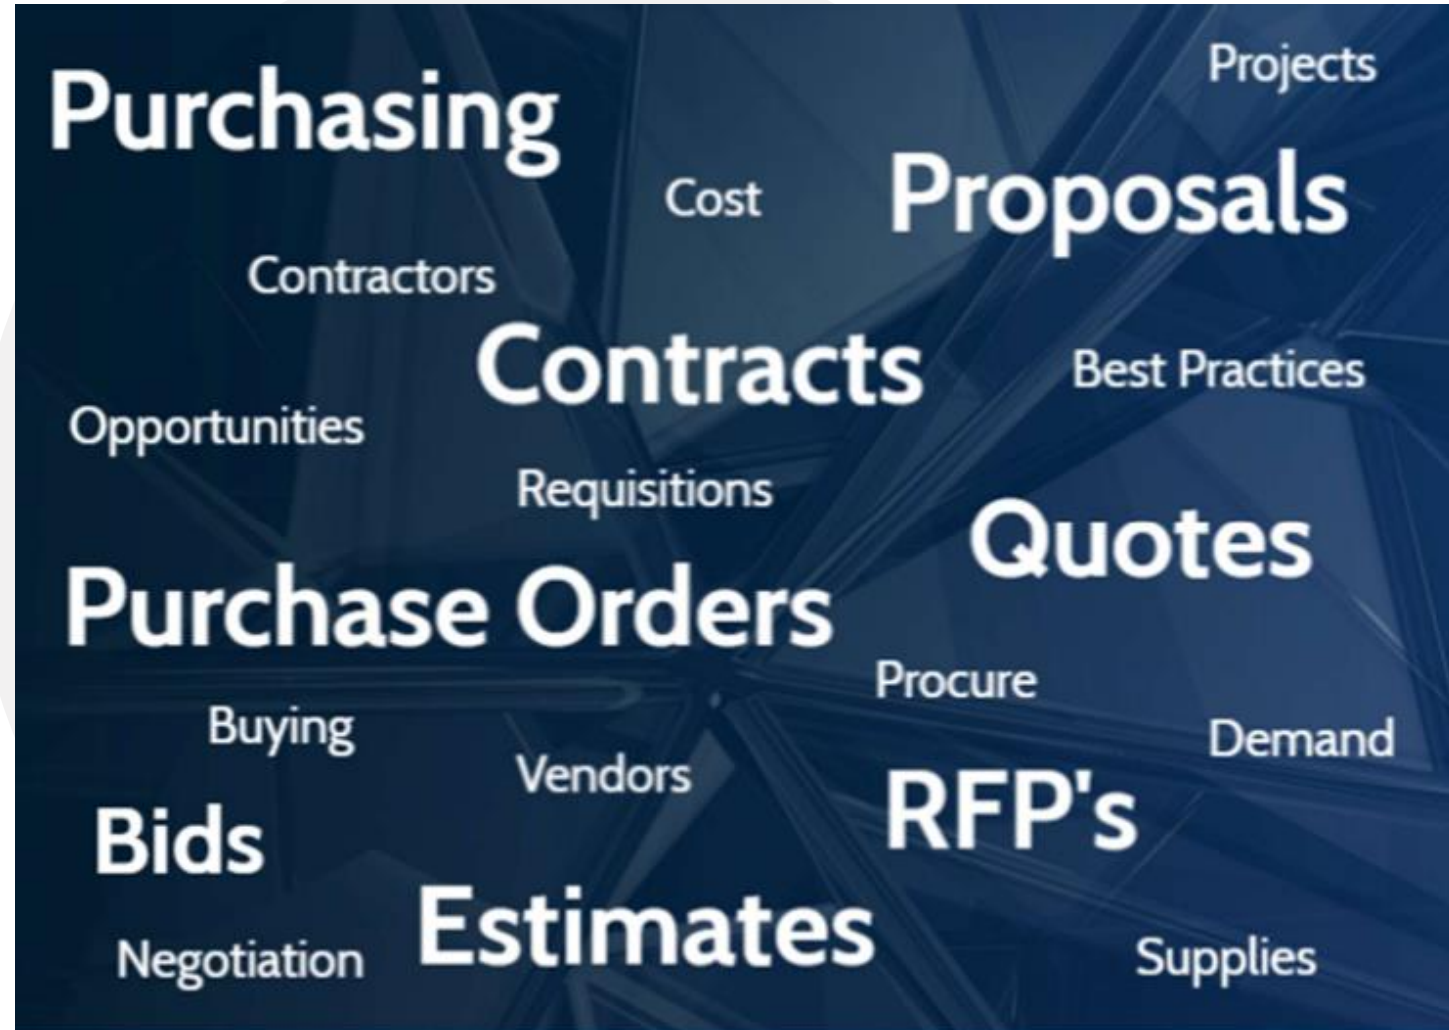 Projects
Purchasing
Cost
Proposals
Contractors
Contracts
Best Practices
Opportunities
Requisitions
Quotes
Purchase Orders
Procure
Buying
Demand
Vendors
RFP's
Bids
Estimates
Negotiation
Supplies